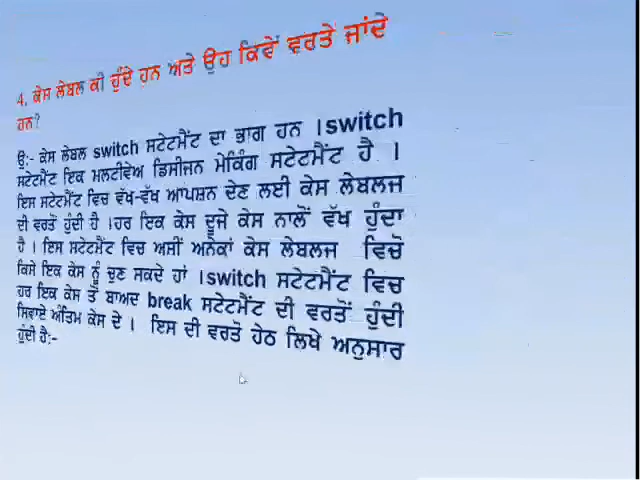 4. ਕੇਸ ਲੇਬਲ ਕੀ ਹੁੰਦੇ ਹਨ ਅਤੇ ਉਹ ਕਿਵੇਂ ਵਰਤੇ ਜਾਂਦੇ
ਹਨ?
ਉ:- ਕੇਸ ਲੇਬਲ switch ਸਟੇਟਮੈਂਟ ਦਾ ਭਾਗ ਹਨ ।switch
ਸਟੇਟਮੈਂਟ ਇਕ ਮਲਟੀਵੇਅ ਡਿਸੀਜਨ ਮੇਕਿੰਗ ਸਟੇਟਮੈਂਟ ਹੈ ।
ਇਸ ਸਟੇਟਮੈਂਟ ਵਿਚ ਵੱਖ-ਵੱਖ ਆਪਸ਼ਨ ਦੇਣ ਲਈ ਕੇਸ ਲੇਬਲਜ
ਦੀ ਵਰਤੋਂ ਹੁੰਦੀ ਹੈ ।ਹਰ ਇਕ ਕੇਸ ਦੂਜੇ ਕੇਸ ਨਾਲੋਂ ਵੱਖ ਹੁੰਦਾ
ਹੈ । ਇਸ ਸਟੇਟਮੈਂਟ ਵਿਚ ਅਸੀਂ ਅਨੇਕਾਂ ਕੇਸ ਲੇਬਲਜ ਵਿਚੋ
ਕਿਸੇ ਇਕ ਕੇਸ ਨੂੰ ਚੁਣ ਸਕਦੇ ਹਾਂ ।switch ਸਟੇਟਮੈਂਟ ਵਿਚ
ਹਰ ਇਕ ਕੇਸ ਤੋਂ ਬਾਅਦ break ਸਟੇਟਮੈਂਟ ਦੀ ਵਰਤੋਂ ਹੁੰਦੀ
ਸਿਵਾਏ ਅੰਤਿਮ ਕੇਸ ਦੇ । ਇਸ ਦੀ ਵਰਤੋ ਹੇਠ ਲਿਖੇ ਅਨੁਸਾਰ
ਹੁੰਦੀ ਹੈ:-